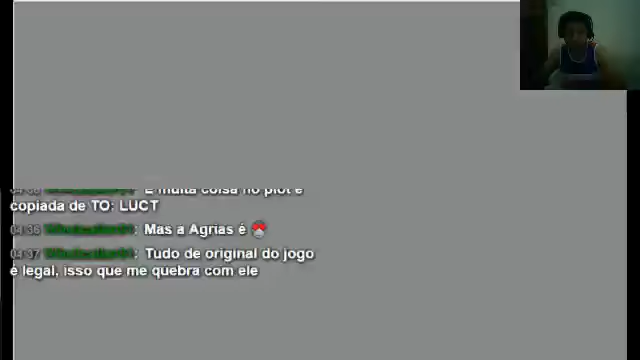 E muita coisa no plot é
copiada de TO: LUCT
04:36 : Mas a Agrias é
04:37 : Tudo de original do jogo
é legal, isso que me quebra com ele